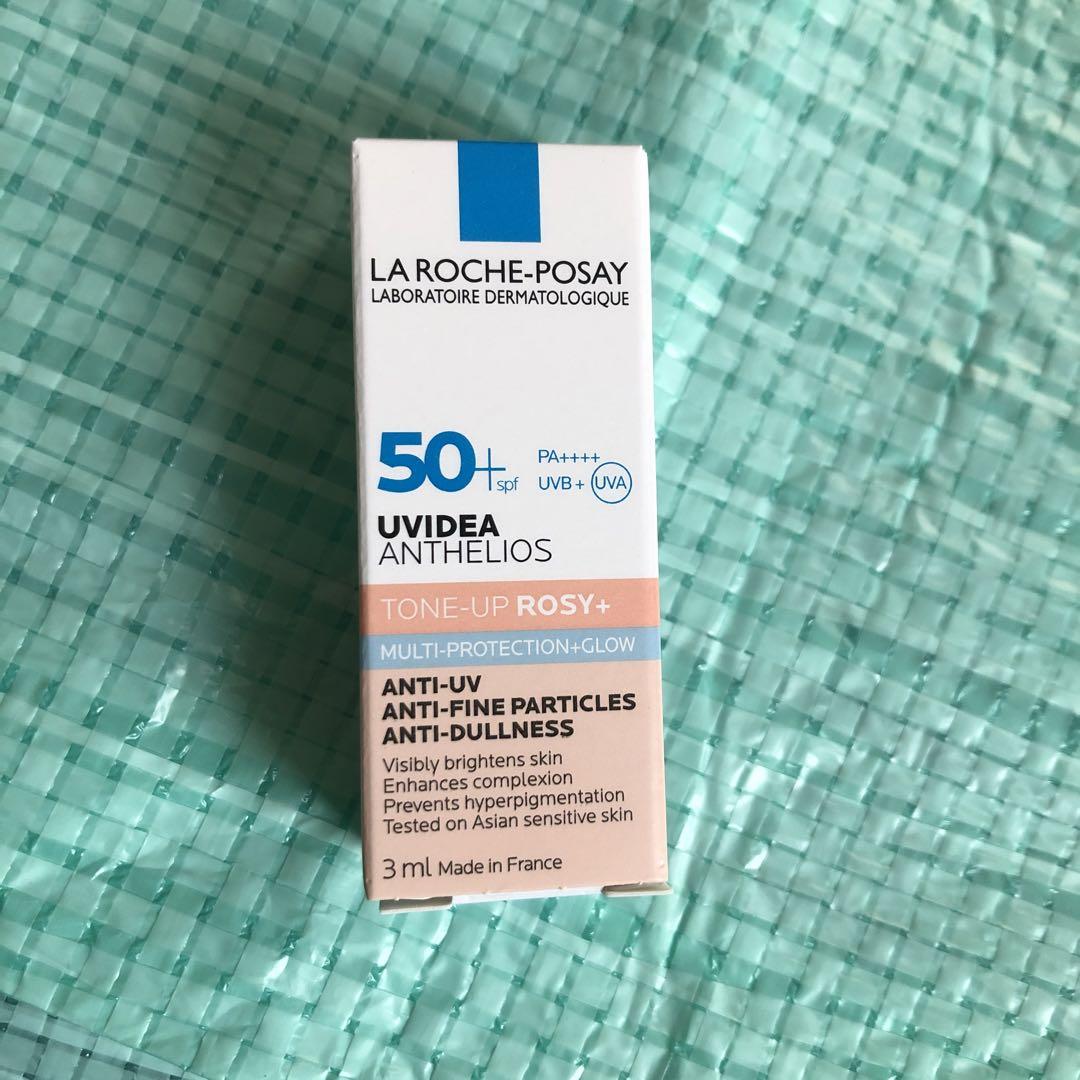 LA ROCHE-POSAY
LABORATOIRE DERMATOLOGIQUE
50+ spf PA++++
UVB + UVA
UVIDEA
ANTHELIOS
TONE-UP ROSY+
MULTI-PROTECTION+GLOW
ANTI-UV
ANTI-FINE PARTICLES
ANTI-DULLNESS
Visibly brightens skin
Enhances complexion
Prevents hyperpigmentation
Tested on Asian sensitive skin
3 ml Made in France